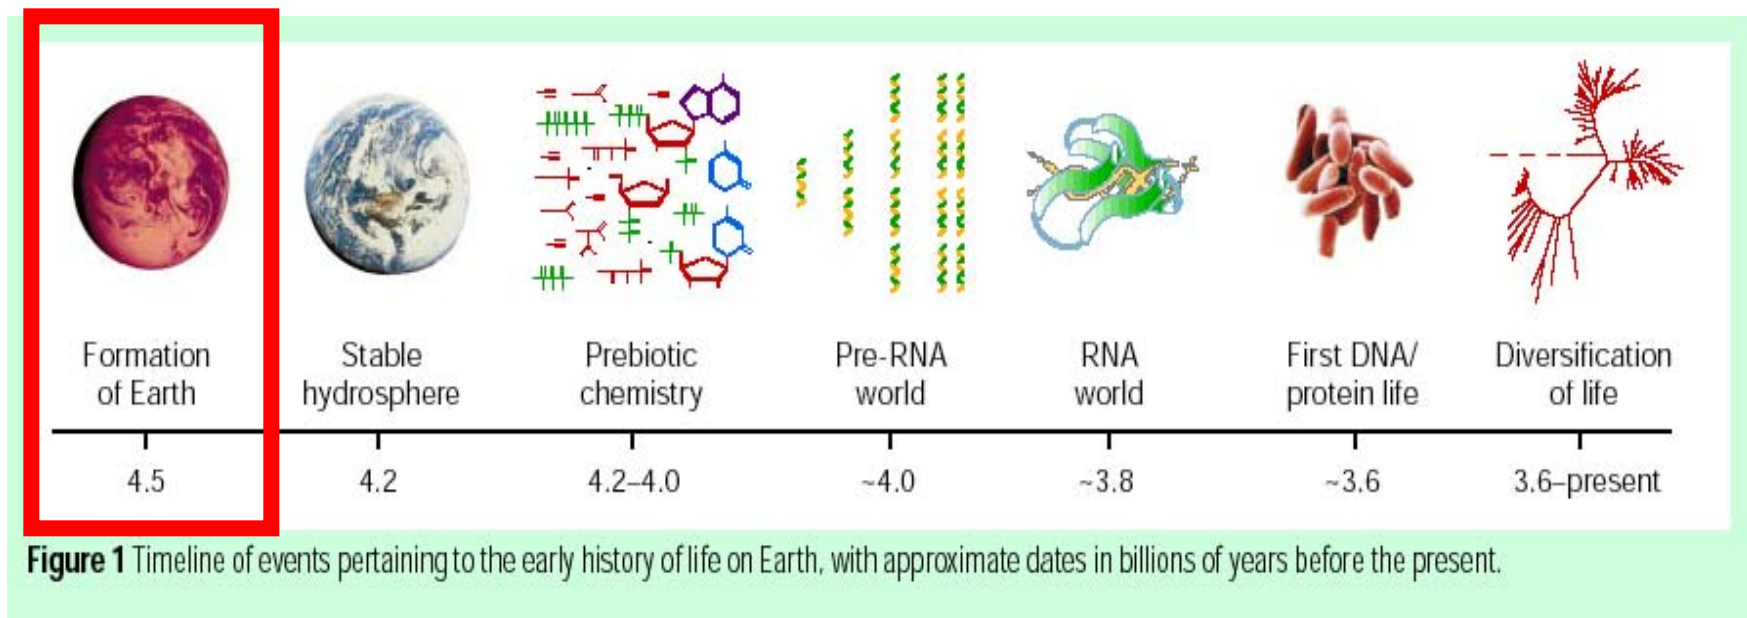 Formation
of Earth
Stable
hydrosphere
Prebiotic
chemistry
Pre-RNA
world
RNA
world
First DNA/
protein life
Diversification
of life
4.5
4.2
4.2–4.0
~4.0
~3.8
~3.6
3.6–present
Figure 1 Timeline of events pertaining to the early history of life on Earth, with approximate dates in billions of years before the present.